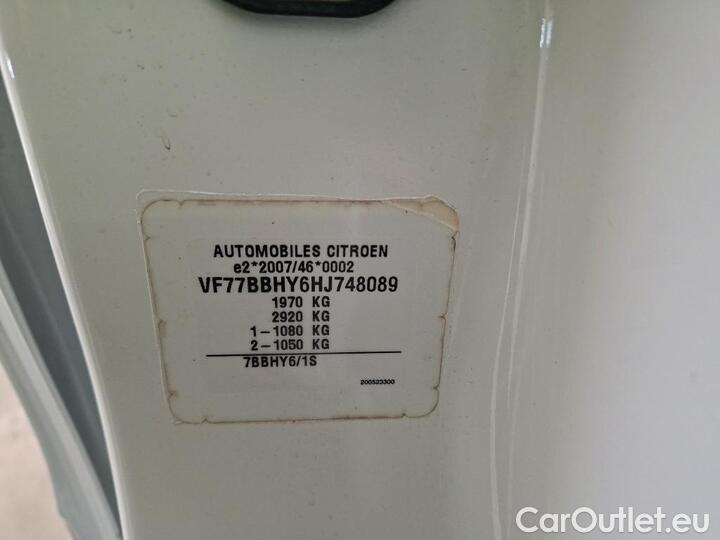 AUTOMOBILES CITROEN
e2*2007/46*0002
VF77BBHY6HJ748089
1970 KG
2920 KG
1-1080 KG
2-1050 KG
7BBHY6/1S
200523300
CarOutlet.eu